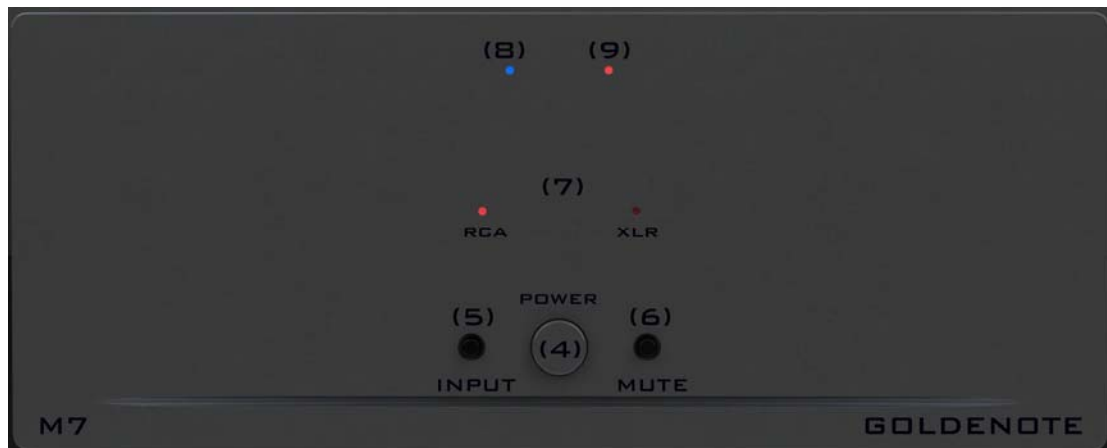 (8) (9)
(7)
RCA XLR
POWER
(5) (4) (6)
INPUT MUTE
M7 GOLDENOTE